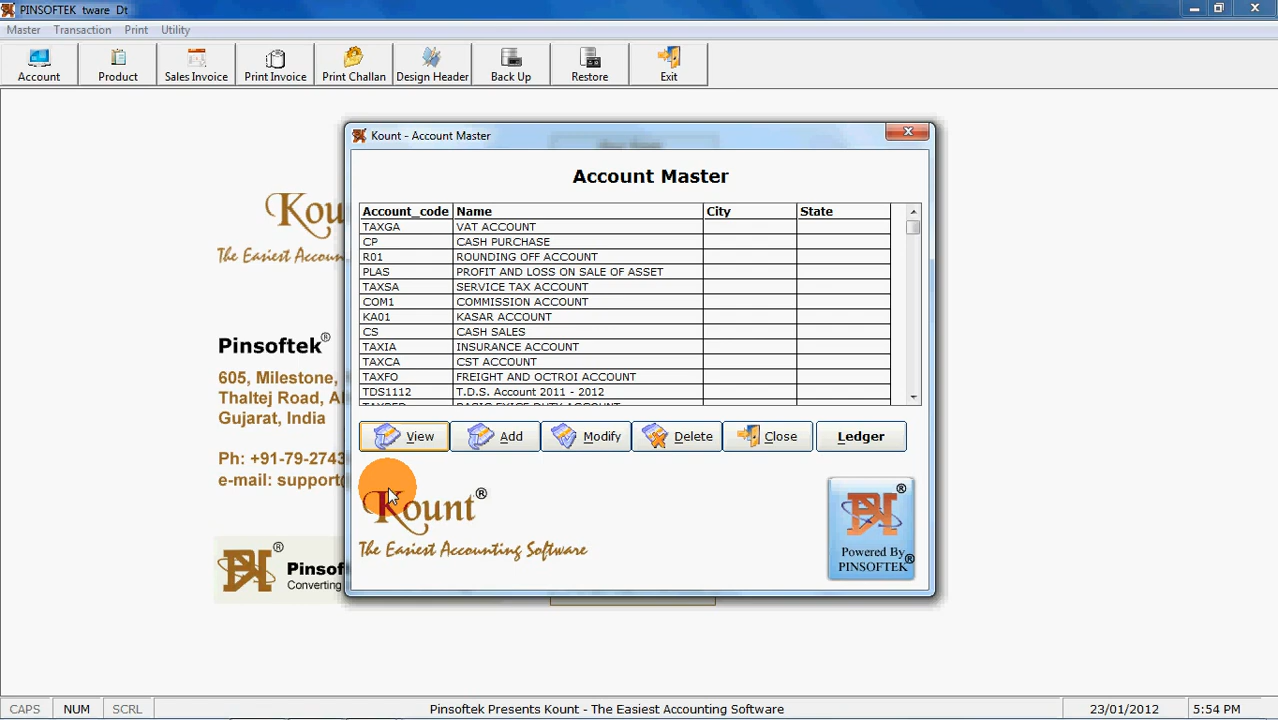 PINSOFTEK tware Dt
Master Transaction Print Utility
Account Product Sales Invoice Print Invoice Print Challan Design Header Back Up Restore Exit
Kount - Account Master
Account Master
Account_code Name City State
TAXGA VAT ACCOUNT
CP CASH PURCHASE
R01 ROUNDING OFF ACCOUNT
PLAS PROFIT AND LOSS ON SALE OF ASSET
TAXSA SERVICE TAX ACCOUNT
COM1 COMMISSION ACCOUNT
KA01 KASAR ACCOUNT
CS CASH SALES
TAXIA INSURANCE ACCOUNT
TAXCA CST ACCOUNT
TAXFO FREIGHT AND OCTROI ACCOUNT
TDS1112 T.D.S. Account 2011 - 2012
View Add Modify Delete Close Ledger
Kount®
The Easiest Accounting Software
®
Powered By
PINSOFTEK®
Kou
The Easiest Accoun
Pinsoftek®
605, Milestone,
Thaltej Road, A
Gujarat, India
Ph: +91-79-2743
e-mail: support
®
Pinsof
Converting
CAPS NUM SCRL Pinsoftek Presents Kount - The Easiest Accounting Software 23/01/2012 5:54 PM